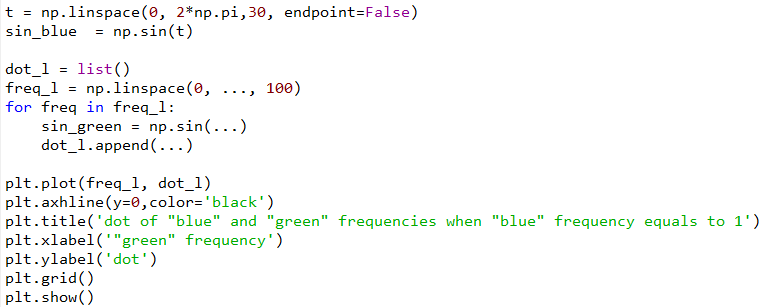 t = np.linspace(0, 2*np.pi,30, endpoint=False)
sin_blue  = np.sin(t)

dot_l = list()
freq_l = np.linspace(0, ..., 100)
for freq in freq_l:
    sin_green = np.sin(...)
    dot_l.append(...)

plt.plot(freq_l, dot_l)
plt.axhline(y=0,color='black')
plt.title('dot of "blue" and "green" frequencies when "blue" frequency equals to 1')
plt.xlabel('"green" frequency')
plt.ylabel('dot')
plt.grid()
plt.show()